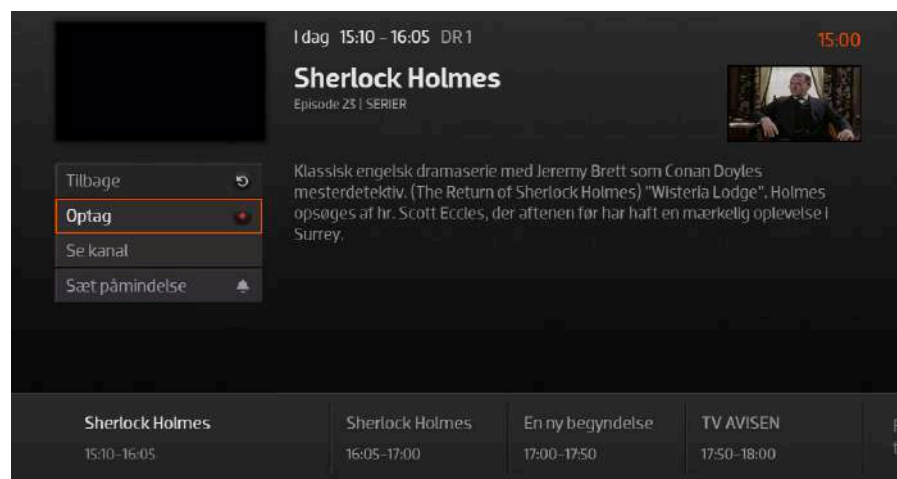 I dag 15:10 – 16:05 DR1
15:00
Sherlock Holmes
Episode 23 | SERIER
Klassisk engelsk dramaserie med Jeremy Brett som Conan Doyles
mesterdetektiv. (The Return of Sherlock Holmes) "Wisteria Lodge". Holmes
opsøges af hr. Scott Eccles, der aftenen før har haft en mærkelig oplevelse i
Surrey.
Tilbage
Optag
Se kanal
Sæt påmindelse
Sherlock Holmes
15:10–16:05
Sherlock Holmes
16:05–17:00
En ny begyndelse
17:00–17:50
TV AVISEN
17:50–18:00